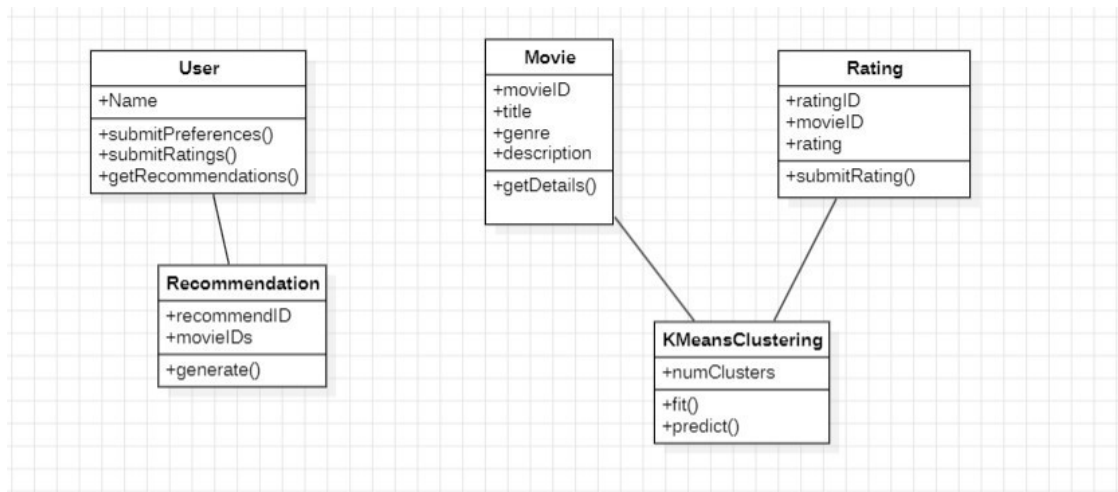 User
+Name
+submitPreferences()
+submitRatings()
+getRecommendations()
Movie
+movieID
+title
+genre
+description
+getDetails()
Rating
+ratingID
+movieID
+rating
+submitRating()
Recommendation
+recommendID
+movieIDs
+generate()
KMeansClustering
+numClusters
+fit()
+predict()